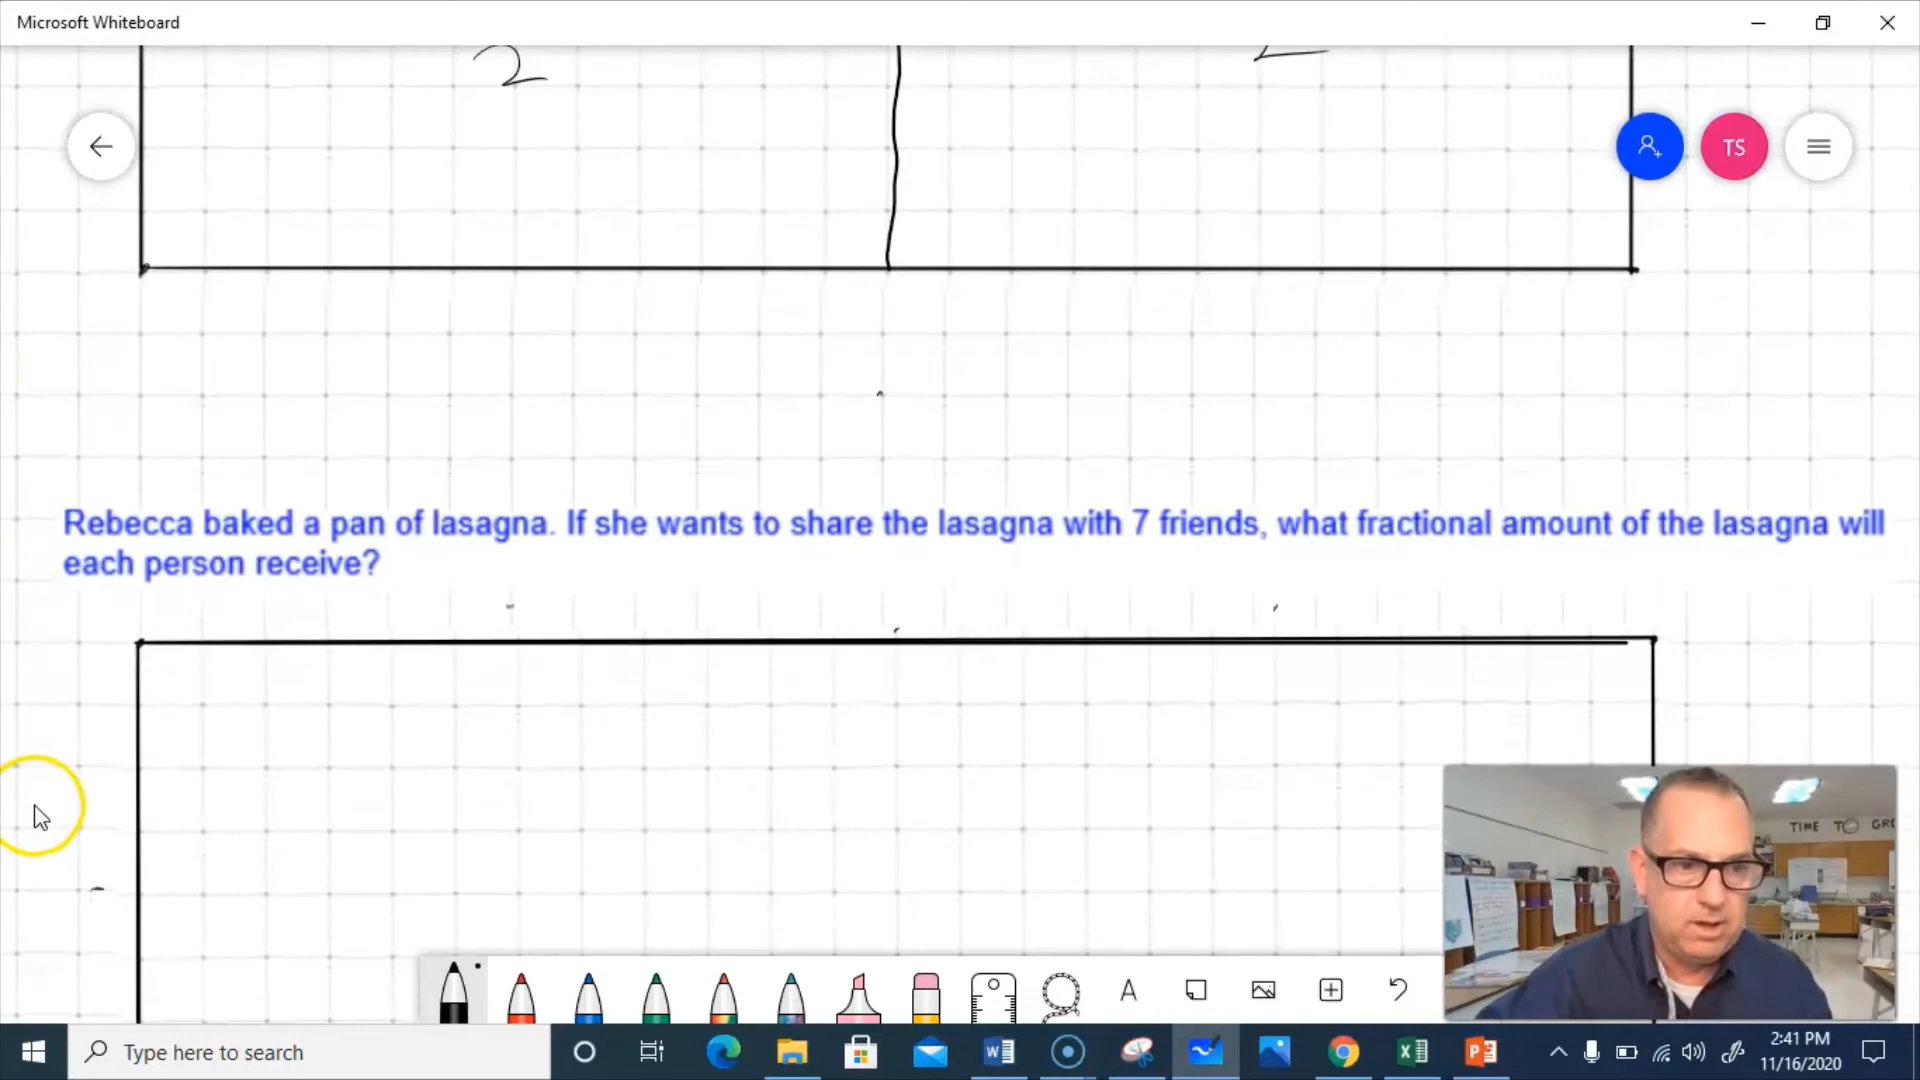 Microsoft Whiteboard
2
TS
Rebecca baked a pan of lasagna. If she wants to share the lasagna with 7 friends, what fractional amount of the lasagna will
each person receive?
TIME TO GR
A
Type here to search
2:41 PM
11/16/2020